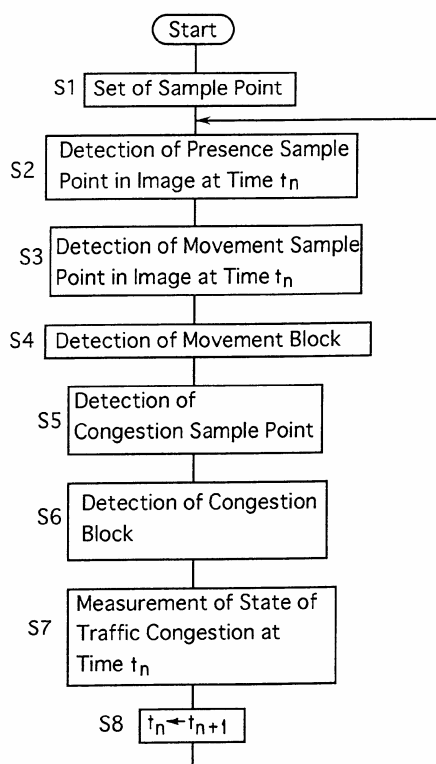 Start
S1 Set of Sample Point
S2
Detection of Presence Sample
Point in Image at Time tn
S3
Detection of Movement Sample
Point in Image at Time tn
S4 Detection of Movement Block
S5
Detection of
Congestion Sample Point
S6
Detection of Congestion
Block
S7
Measurement of State of
Traffic Congestion at
Time tn
S8 tn←tn+1